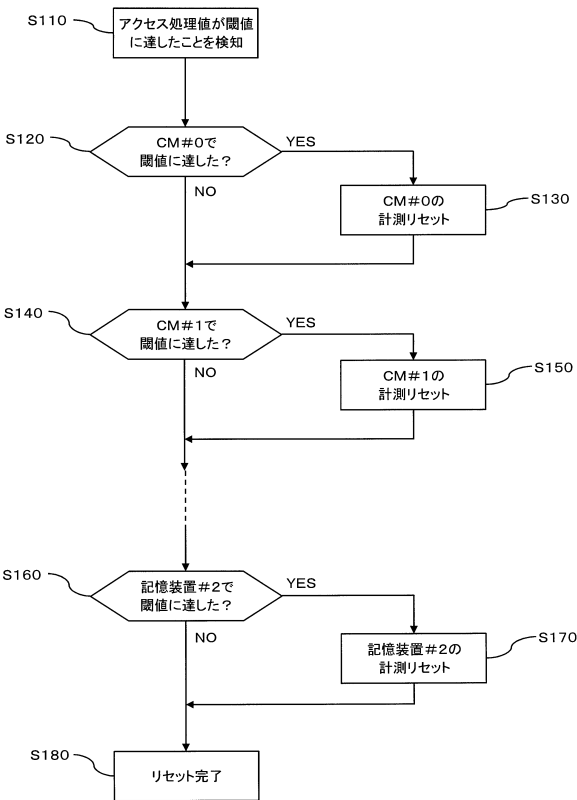 S110
アクセス処理値が閾値
に達したことを検知
S120
CM#0で
閾値に達した?
YES
NO
S130
CM#0の
計測リセット
S140
CM#1で
閾値に達した?
YES
NO
S150
CM#1の
計測リセット
S160
記憶装置#2で
閾値に達した?
YES
NO
S170
記憶装置#2の
計測リセット
S180
リセット完了